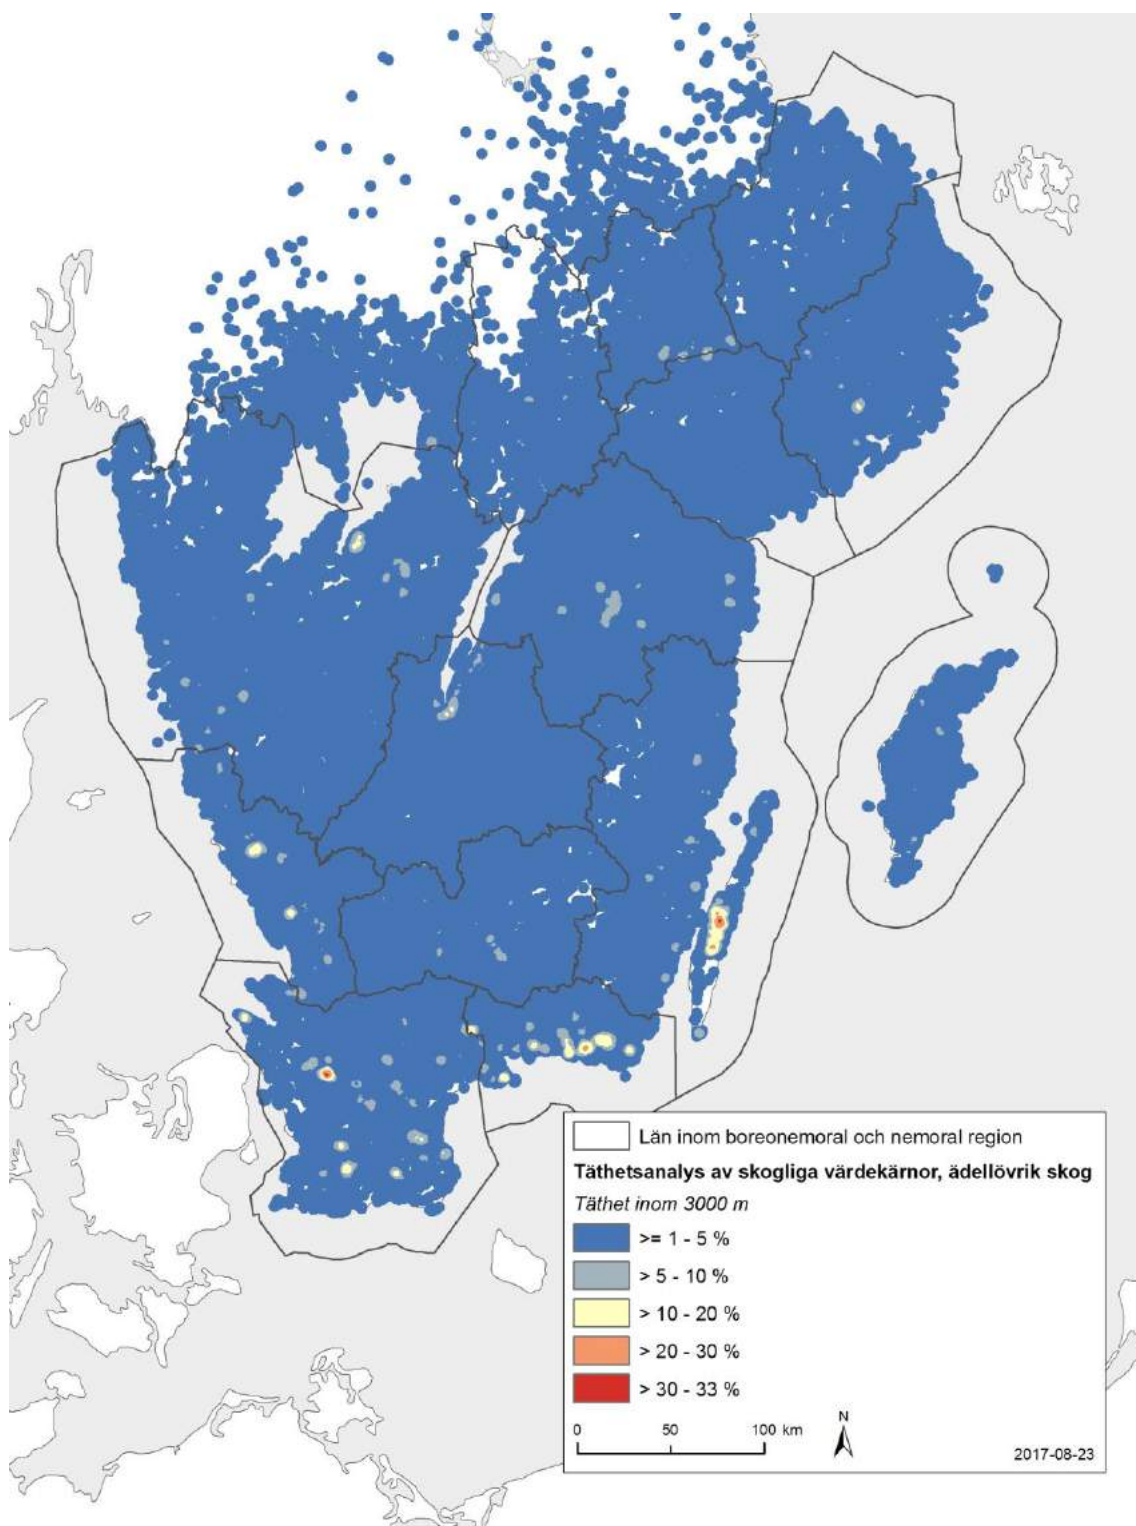 Län inom boreonemoral och nemoral region
Täthetsanalys av skogliga värdekärnor, ädellövrik skog
Täthet inom 3000 m
>= 1 - 5 %
> 5 - 10 %
> 10 - 20 %
> 20 - 30 %
> 30 - 33 %
0 50 100 km
N
2017-08-23